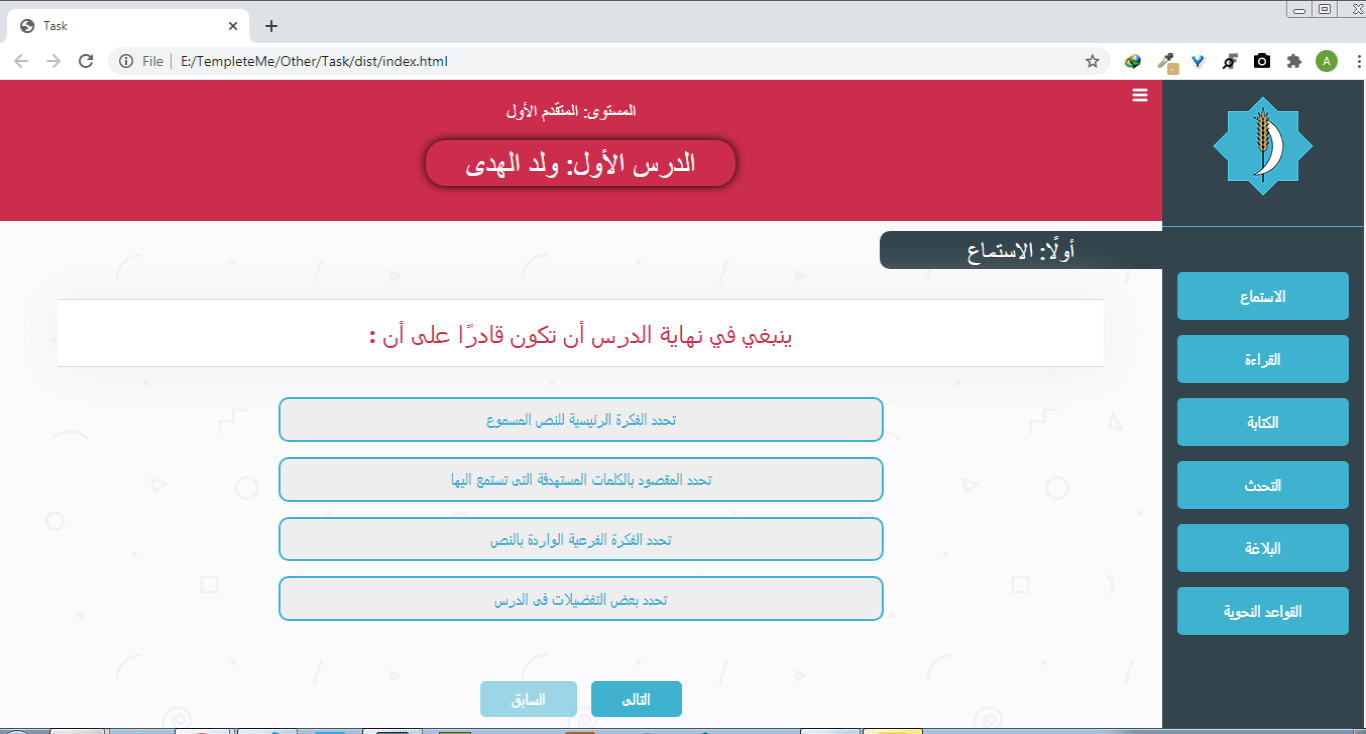 Task
File
E:/TempleteMe/Other/Task/dist/index.html
A
المستوى: المتقدم الأول
الدرس الأول: ولد الهدى
أولًا: الاستماع
ينبغي في نهاية الدرس أن تكون قادرًا على أن :
تحدد الفكرة الرئيسية للنص المسموع
تحدد المقصود بالكلمات المستهدفة التى تستمع اليها
تحدد الفكرة الفرعية الواردة بالنص
تحدد بعض التفضيلات فى الدرس
التالى
السابق
الاستماع
القراءة
الكتابة
التحدث
البلاغة
القواعد النحوية